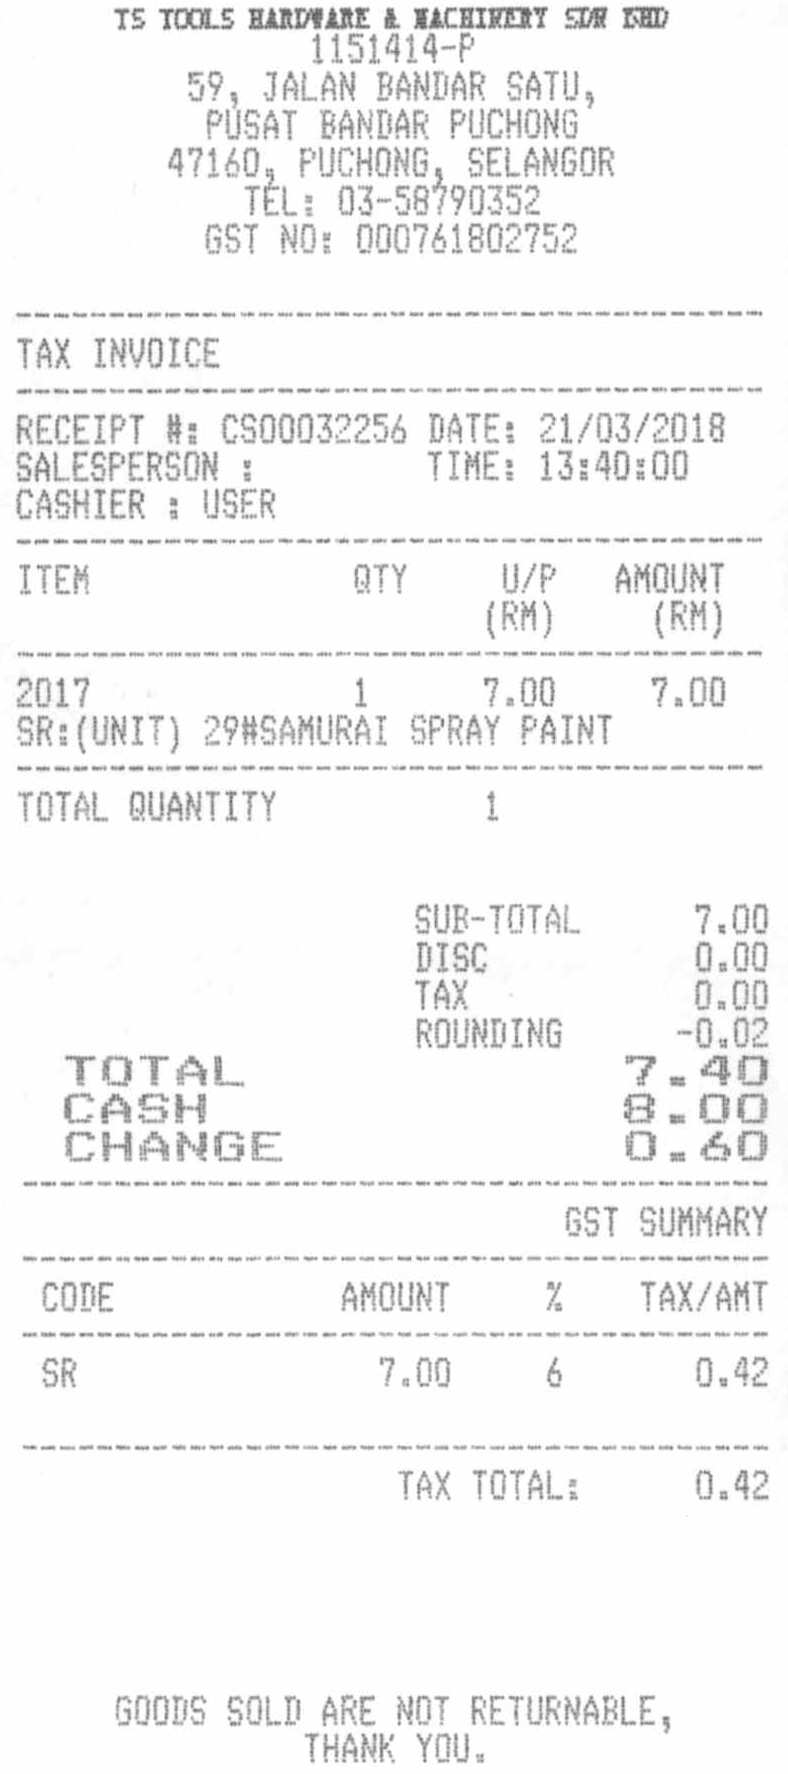 TS TOOLS HARDWARE & MACHINERY SDN BHD
1151414-P
59, JALAN BANDAR SATU,
PUSAT BANDAR PUCHONG
47160, PUCHONG, SELANGOR
TEL: 03-58790352
GST NO: 000761802752
TAX INVOICE
RECEIPT #: CS00032256 DATE: 21/03/2018
SALESPERSON : TIME: 13:40:00
CASHIER : USER
ITEM QTY U/P AMOUNT
(RM) (RM)
2017 1 7.00 7.00
SR:(UNIT) 29#SAMURAI SPRAY PAINT
TOTAL QUANTITY 1
SUB-TOTAL 7.00
DISC 0.00
TAX 0.00
ROUNDING -0.02
TOTAL 7.40
CASH 8.00
CHANGE 0.60
GST SUMMARY
CODE AMOUNT % TAX/AMT
SR 7.00 6 0.42
TAX TOTAL: 0.42
GOODS SOLD ARE NOT RETURNABLE,
THANK YOU.